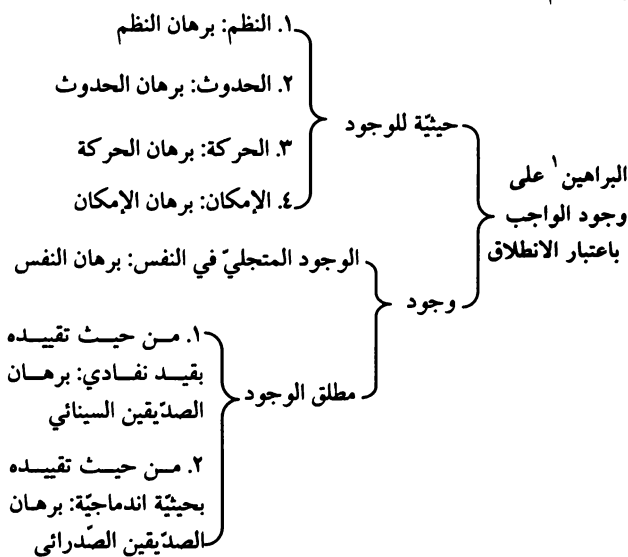 البراهين١ على
وجود الواجب
باعتبار الانطلاق
حيثيّة للوجود
١. النظم: برهان النظم
٢. الحدوث: برهان الحدوث
٣. الحركة: برهان الحركة
٤. الإمكان: برهان الإمكان
وجود
الوجود المتجليّ في النفس: برهان النفس
مطلق الوجود
١. من حيث تقييده
بقيد نفادي: برهان
الصدّيقين السينائي
٢. من حيث تقييده
بحيثيّة اندماجيّة: برهان
الصدّيقين الصّدرائي